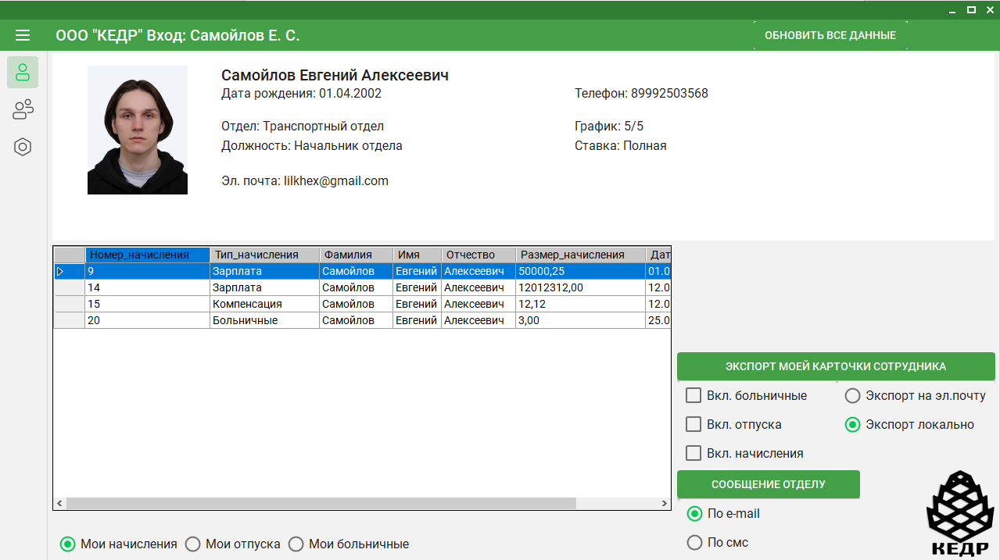 ООО "КЕДР" Вход: Самойлов Е. С.
ОБНОВИТЬ ВСЕ ДАННЫЕ
Самойлов Евгений Алексеевич
Дата рождения: 01.04.2002
Телефон: 89992503568
Отдел: Транспортный отдел
График: 5/5
Должность: Начальник отдела
Ставка: Полная
Эл. почта: lilkhex@gmail.com
Номер_начисления Тип_начисления Фамилия Имя Отчество Размер_начисления Дат
9 Зарплата Самойлов Евгений Алексеевич 50000,25 01.0
14 Зарплата Самойлов Евгений Алексеевич 12012312,00 12.0
15 Компенсация Самойлов Евгений Алексеевич 12,12 12.0
20 Больничные Самойлов Евгений Алексеевич 3,00 25.0
ЭКСПОРТ МОЕЙ КАРТОЧКИ СОТРУДНИКА
Вкл. больничные
Экспорт на эл.почту
Вкл. отпуска
Экспорт локально
Вкл. начисления
СООБЩЕНИЕ ОТДЕЛУ
По e-mail
По смс
Мои начисления Мои отпуска Мои больничные
КЕДР